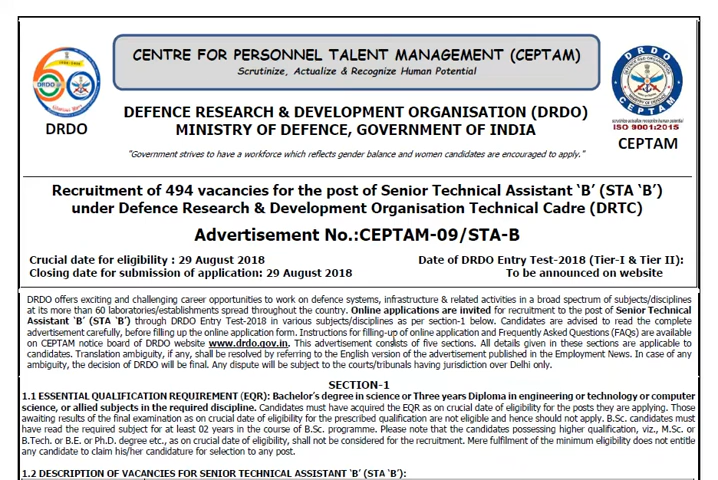 CENTRE FOR PERSONNEL TALENT MANAGEMENT (CEPTAM)
Scrutinize, Actualize & Recognize Human Potential
DRDO
DRDO
CEPTAM
ISO 9001:2015
DRDO
CEPTAM
DEFENCE RESEARCH & DEVELOPMENT ORGANISATION (DRDO)
MINISTRY OF DEFENCE, GOVERNMENT OF INDIA
"Government strives to have a workforce which reflects gender balance and women candidates are encouraged to apply."
Recruitment of 494 vacancies for the post of Senior Technical Assistant `B' (STA `B')
under Defence Research & Development Organisation Technical Cadre (DRTC)
Advertisement No.:CEPTAM-09/STA-B
Crucial date for eligibility : 29 August 2018
Closing date for submission of application: 29 August 2018
Date of DRDO Entry Test-2018 (Tier-I & Tier II):
To be announced on website
DRDO offers exciting and challenging career opportunities to work on defence systems, infrastructure & related activities in a broad spectrum of subjects/disciplines
at its more than 60 laboratories/establishments spread throughout the country. Online applications are invited for recruitment to the post of Senior Technical
Assistant `B' (STA `B') through DRDO Entry Test-2018 in various subjects/disciplines as per section-1 below. Candidates are advised to read the complete
advertisement carefully, before filling up the online application form. Instructions for filling-up of online application and Frequently Asked Questions (FAQs) are available
on CEPTAM notice board of DRDO website www.drdo.gov.in. This advertisement consists of five sections. All details given in these sections are applicable to
candidates. Translation ambiguity, if any, shall be resolved by referring to the English version of the advertisement published in the Employment News. In case of any
ambiguity, the decision of DRDO will be final. Any dispute will be subject to the courts/tribunals having jurisdiction over Delhi only.
SECTION-1
1.1 ESSENTIAL QUALIFICATION REQUIREMENT (EQR): Bachelor's degree in science or Three years Diploma in engineering or technology or computer
science, or allied subjects in the required discipline. Candidates must have acquired the EQR as on crucial date of eligibility for the posts they are applying. Those
awaiting results of the final examination as on crucial date of eligibility for the prescribed qualification are not eligible and hence should not apply. B.Sc. candidates must
have read the required subject for at least 02 years in the course of B.Sc. programme. Please note that the candidates possessing higher qualification, viz., M.Sc. or
B.Tech. or B.E. or Ph.D. degree etc., as on crucial date of eligibility, shall not be considered for the recruitment. Mere fulfilment of the minimum eligibility does not entitle
any candidate to claim his/her candidature for selection to any post.
1.2 DESCRIPTION OF VACANCIES FOR SENIOR TECHNICAL ASSISTANT `B' (STA `B'):